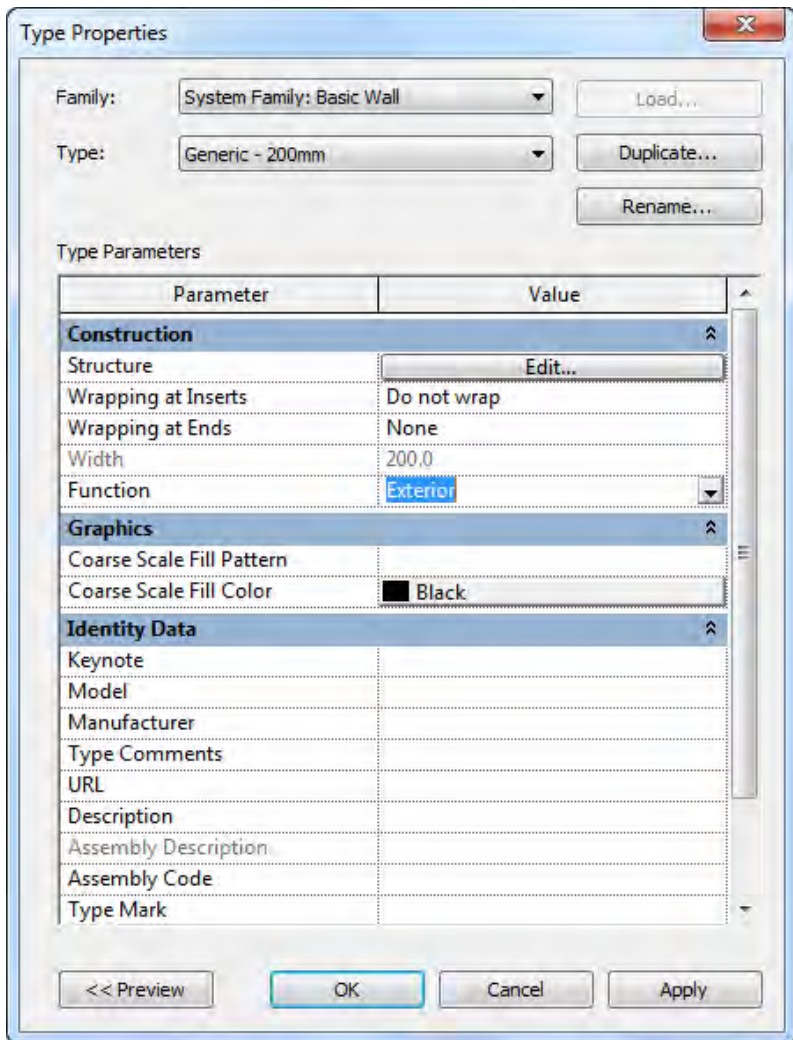 Type Properties
Family: System Family: Basic Wall Load...
Type: Generic - 200mm Duplicate...
Rename...
Type Parameters
Parameter Value
Construction
Structure Edit...
Wrapping at Inserts Do not wrap
Wrapping at Ends None
Width 200.0
Function Exterior
Graphics
Coarse Scale Fill Pattern
Coarse Scale Fill Color Black
Identity Data
Keynote
Model
Manufacturer
Type Comments
URL
Description
Assembly Description
Assembly Code
Type Mark
<< Preview OK Cancel Apply